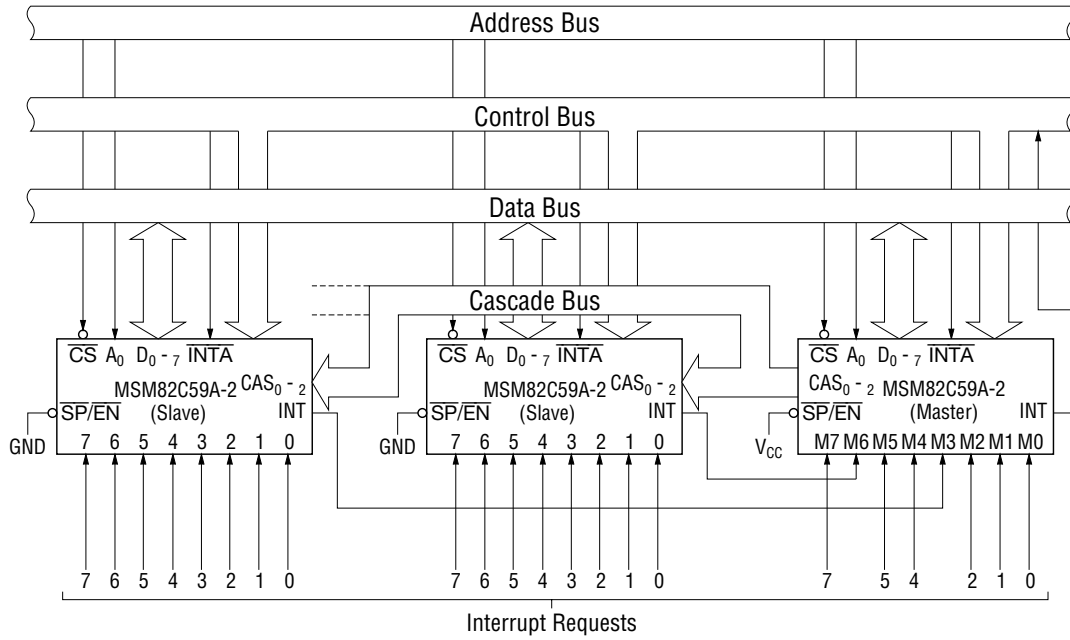 Address Bus
Control Bus
Data Bus
Cascade Bus
CS A0 D0 - 7 INTA
CAS0 - 2
MSM82C59A-2
(Slave)
SP/EN
INT
7 6 5 4 3 2 1 0
GND
CS A0 D0 - 7 INTA
CAS0 - 2
MSM82C59A-2
(Slave)
SP/EN
INT
7 6 5 4 3 2 1 0
GND
CS A0 D0 - 7 INTA
CAS0 - 2 MSM82C59A-2
(Master)
SP/EN
INT
M7 M6 M5 M4 M3 M2 M1 M0
VCC
7 6 5 4 3 2 1 0
7 6 5 4 3 2 1 0
7 5 4 2 1 0
Interrupt Requests